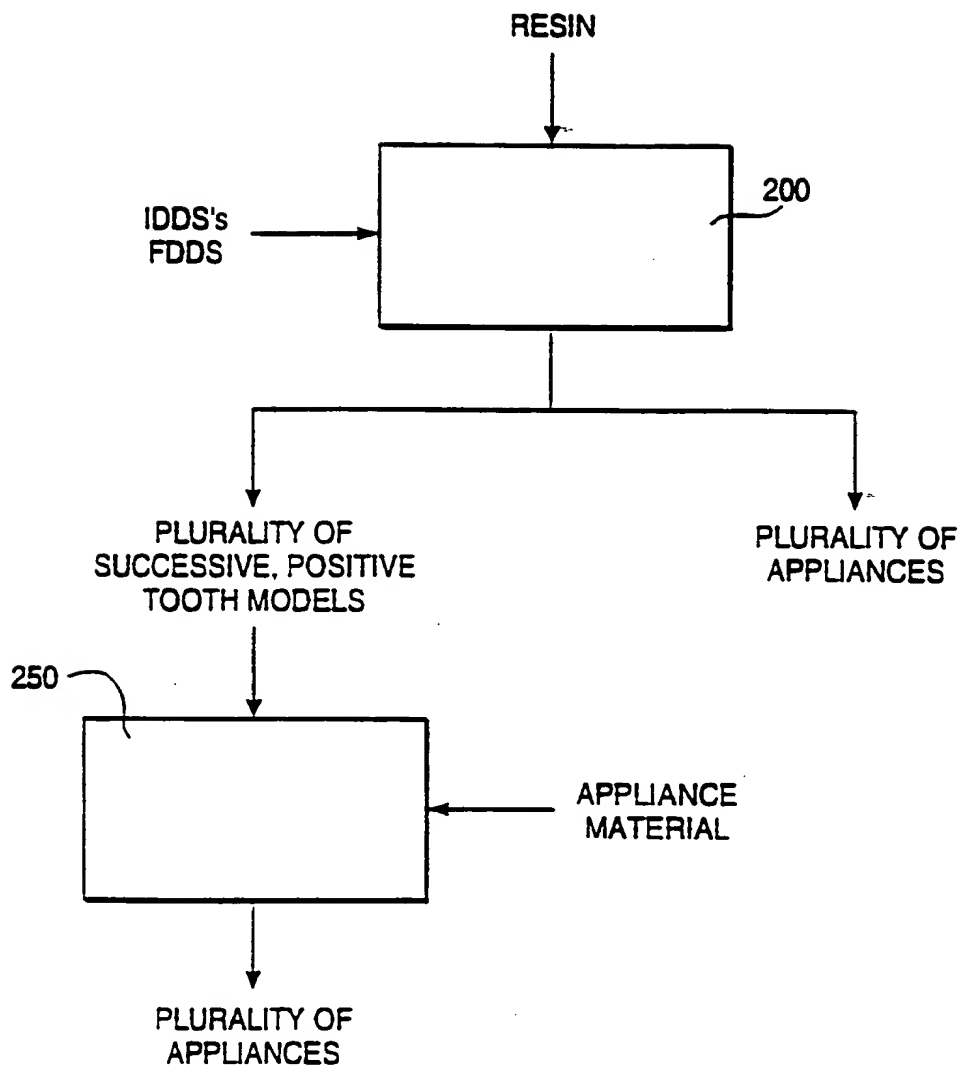 RESIN
200
IDDS's
FDDS
PLURALITY OF
SUCCESSIVE, POSITIVE
TOOTH MODELS
PLURALITY OF
APPLIANCES
250
APPLIANCE
MATERIAL
PLURALITY OF
APPLIANCES